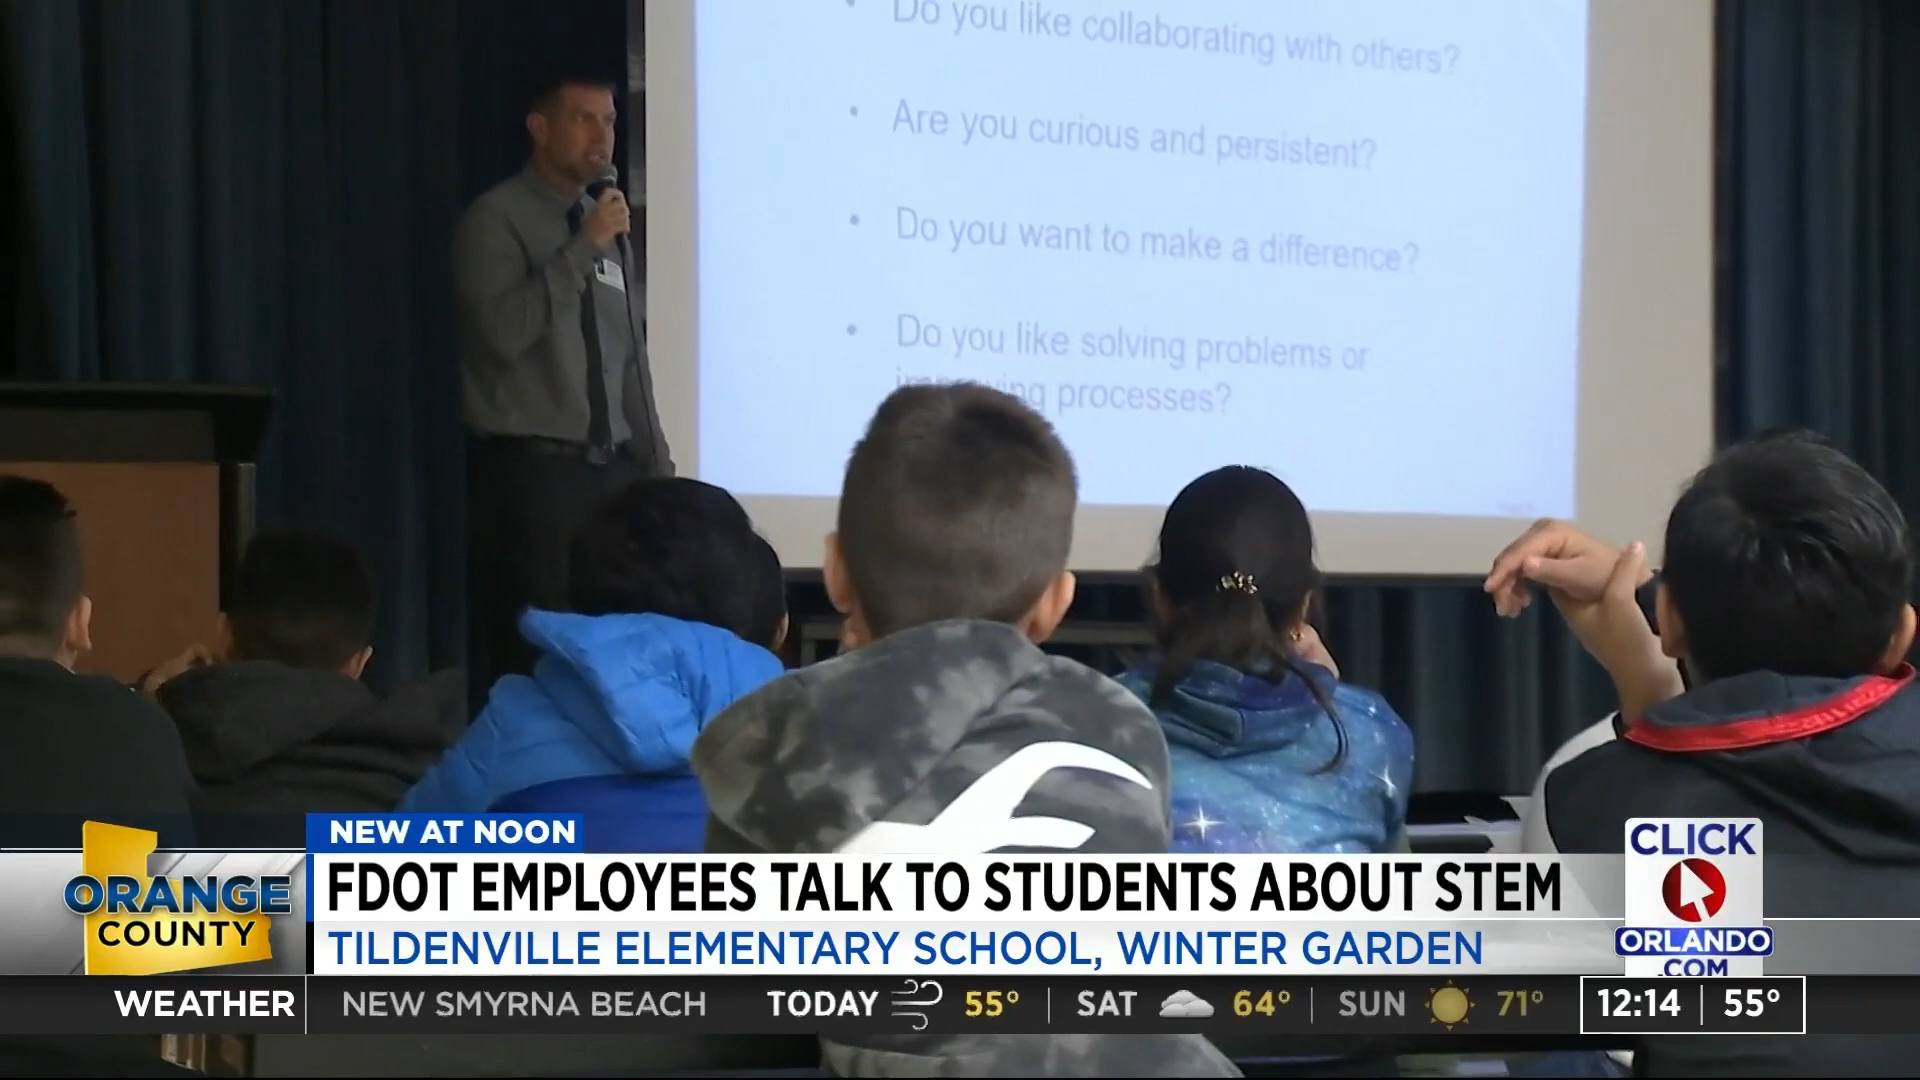 Do you like collaborating with others?
• Are you curious and persistent?
• Do you want to make a difference?
• Do you like solving problems or
processes?
NEW AT NOON
ORANGE
COUNTY
FDOT EMPLOYEES TALK TO STUDENTS ABOUT STEM
TILDENVILLE ELEMENTARY SCHOOL, WINTER GARDEN
CLICK
ORLANDO
.COM
WEATHER
NEW SMYRNA BEACH TODAY 55° | SAT 64° | SUN 71°
12:14 | 55°